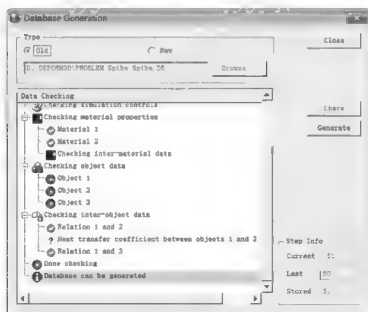 Database Generation
Type
Old
New
Close
Browse
Data Checking
Checking simulation controls
Checking material properties
Material 1
Material 2
Checking inter-material data
Checking object data
Object 1
Object 2
Object 3
Checking inter-object data
Relation 1 and 2
Heat transfer coefficient between objects 1 and 2
Relation 1 and 3
Done checking
Database can be generated
Generate
Step Info
Current
Last
Stored